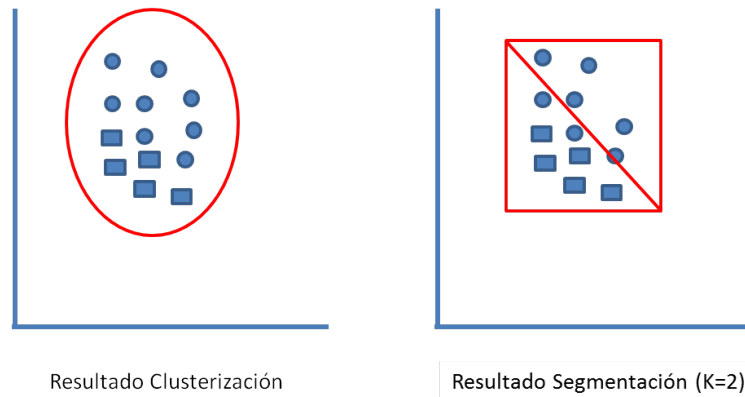 Resultado Clusterización
Resultado Segmentación (K=2)